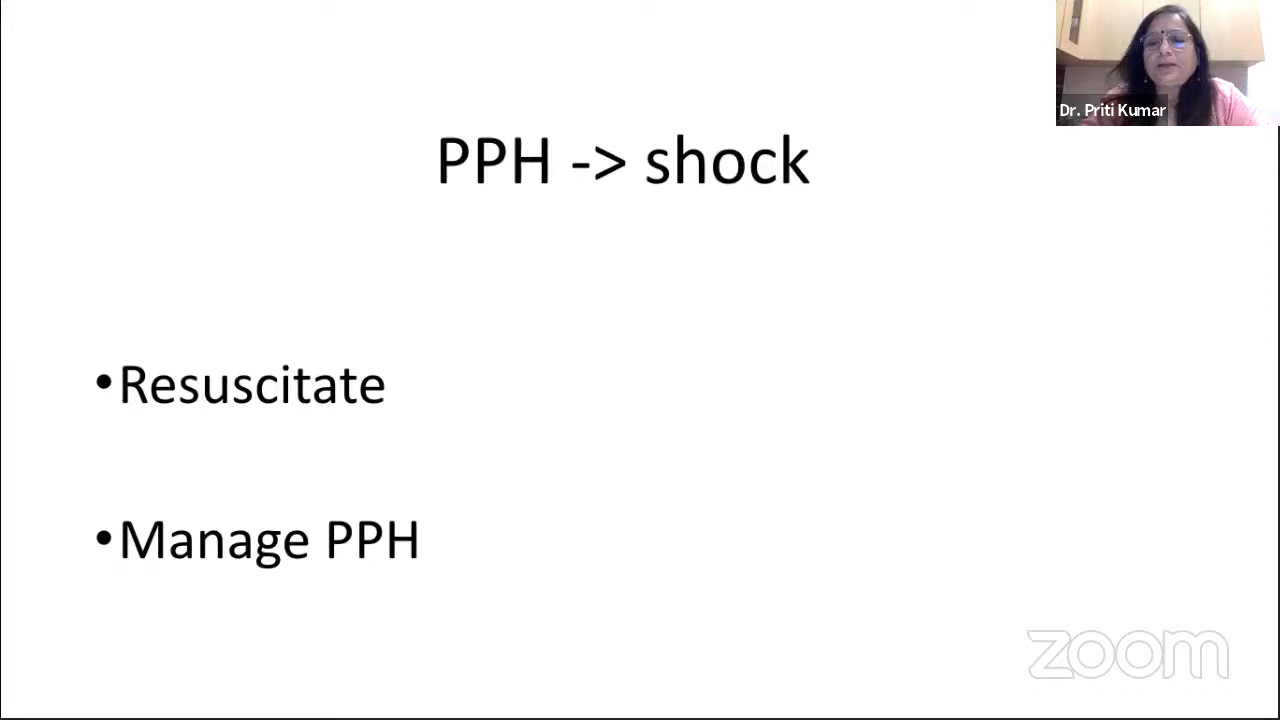 Dr. Priti Kumar
PPH -> shock
•Resuscitate
•Manage PPH
zoom